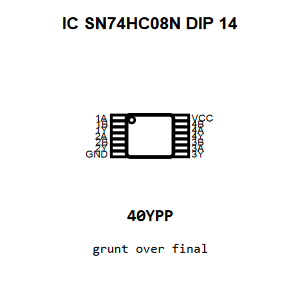 IC SN74HC08N DIP 14
1A VCC
1B 4B
1Y 4A
2A 4Y
2B 3B
2Y 3A
GND 3Y
40YPP
grunt over final